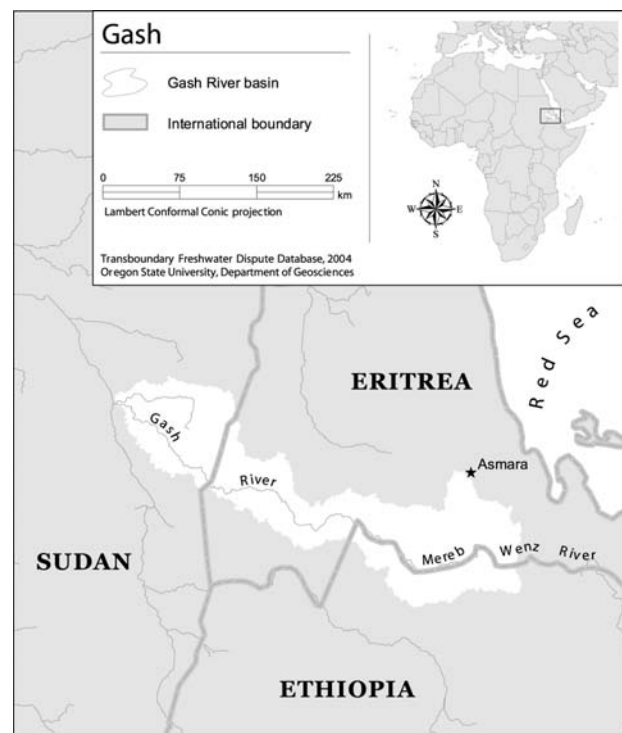 Gash
Gash River basin
International boundary
0 75 150 225
km
Lambert Conformal Conic projection
Transboundary Freshwater Dispute Database, 2004
Oregon State University, Department of Geosciences
N
W E
S
Red Sea
ERITREA
Gash
Asmara
River
Mereb Wenz River
SUDAN
ETHIOPIA